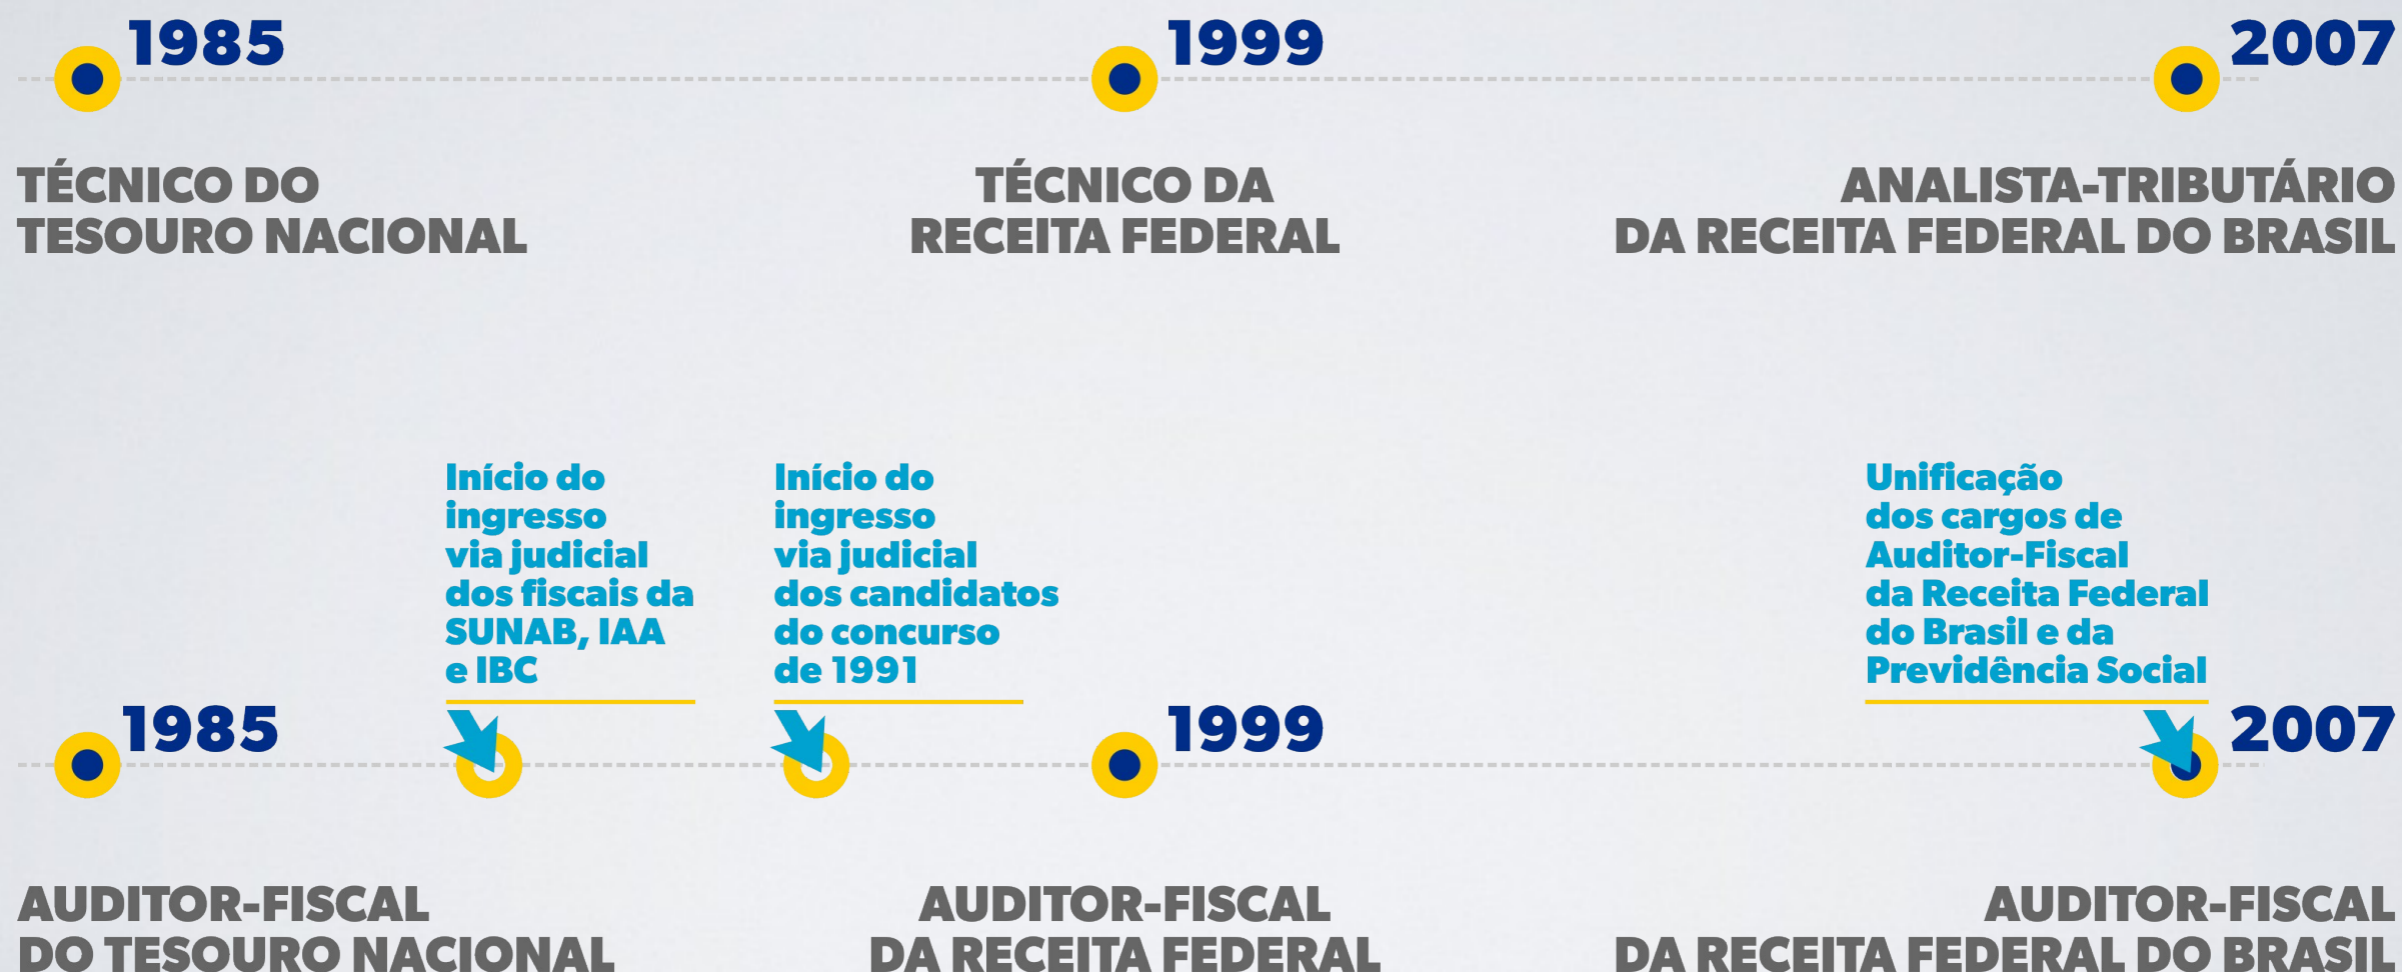 1985
1999
2007
TÉCNICO DO
TESOURO NACIONAL
TÉCNICO DA
RECEITA FEDERAL
ANALISTA-TRIBUTÁRIO
DA RECEITA FEDERAL DO BRASIL
Início do
ingresso
via judicial
dos fiscais da
SUNAB, IAA
e IBC
Início do
ingresso
via judicial
dos candidatos
do concurso
de 1991
Unificação
dos cargos de
Auditor-Fiscal
da Receita Federal
do Brasil e da
Previdência Social
1985
1999
2007
AUDITOR-FISCAL
DO TESOURO NACIONAL
AUDITOR-FISCAL
DA RECEITA FEDERAL
AUDITOR-FISCAL
DA RECEITA FEDERAL DO BRASIL